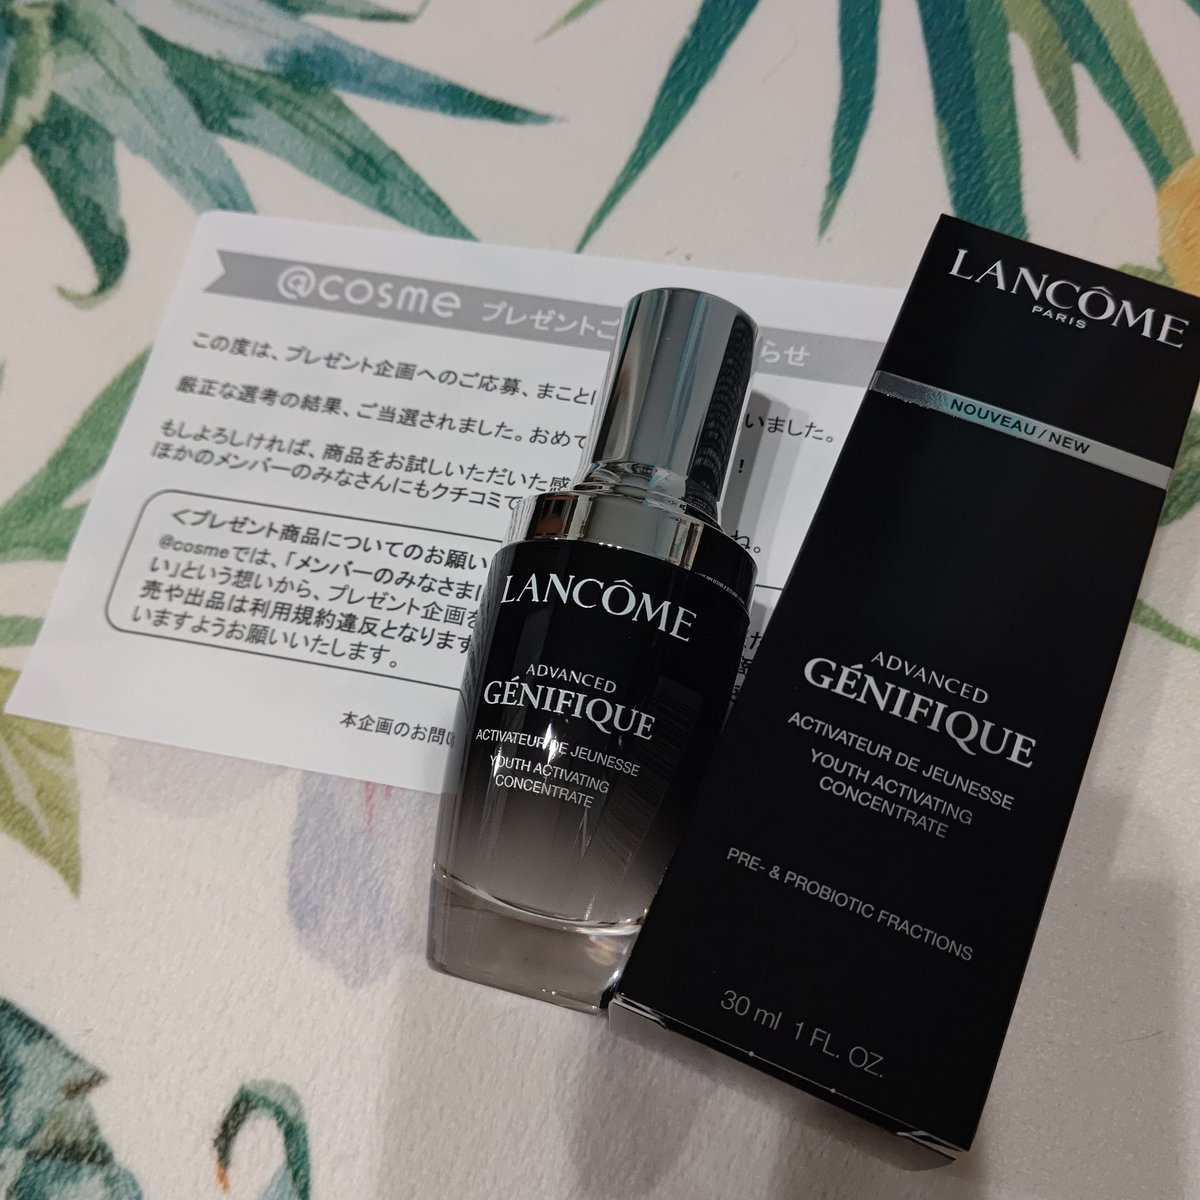 @cosme プレゼントご らせ
この度は、プレゼント企画へのご応募、まことに いました。
厳正な選考の結果、ご当選されました。おめで !
もしよろしければ、商品をお試しいただいた感
ほかのメンバーのみなさんにもクチコミで ね。
<プレゼント商品についてのお願い
@cosmeでは、「メンバーのみなさまに
い」という想いから、プレゼント企画を
売や出品は利用規約違反となります
いますようお願いいたします。
本企画のお問い
LANCÔME
ADVANCED
GÉNIFIQUE
ACTIVATEUR DE JEUNESSE
YOUTH ACTIVATING
CONCENTRATE
LANCÔME
PARIS
NOUVEAU / NEW
ADVANCED
GÉNIFIQUE
ACTIVATEUR DE JEUNESSE
YOUTH ACTIVATING
CONCENTRATE
PRE- & PROBIOTIC FRACTIONS
30 ml 1 FL. OZ.